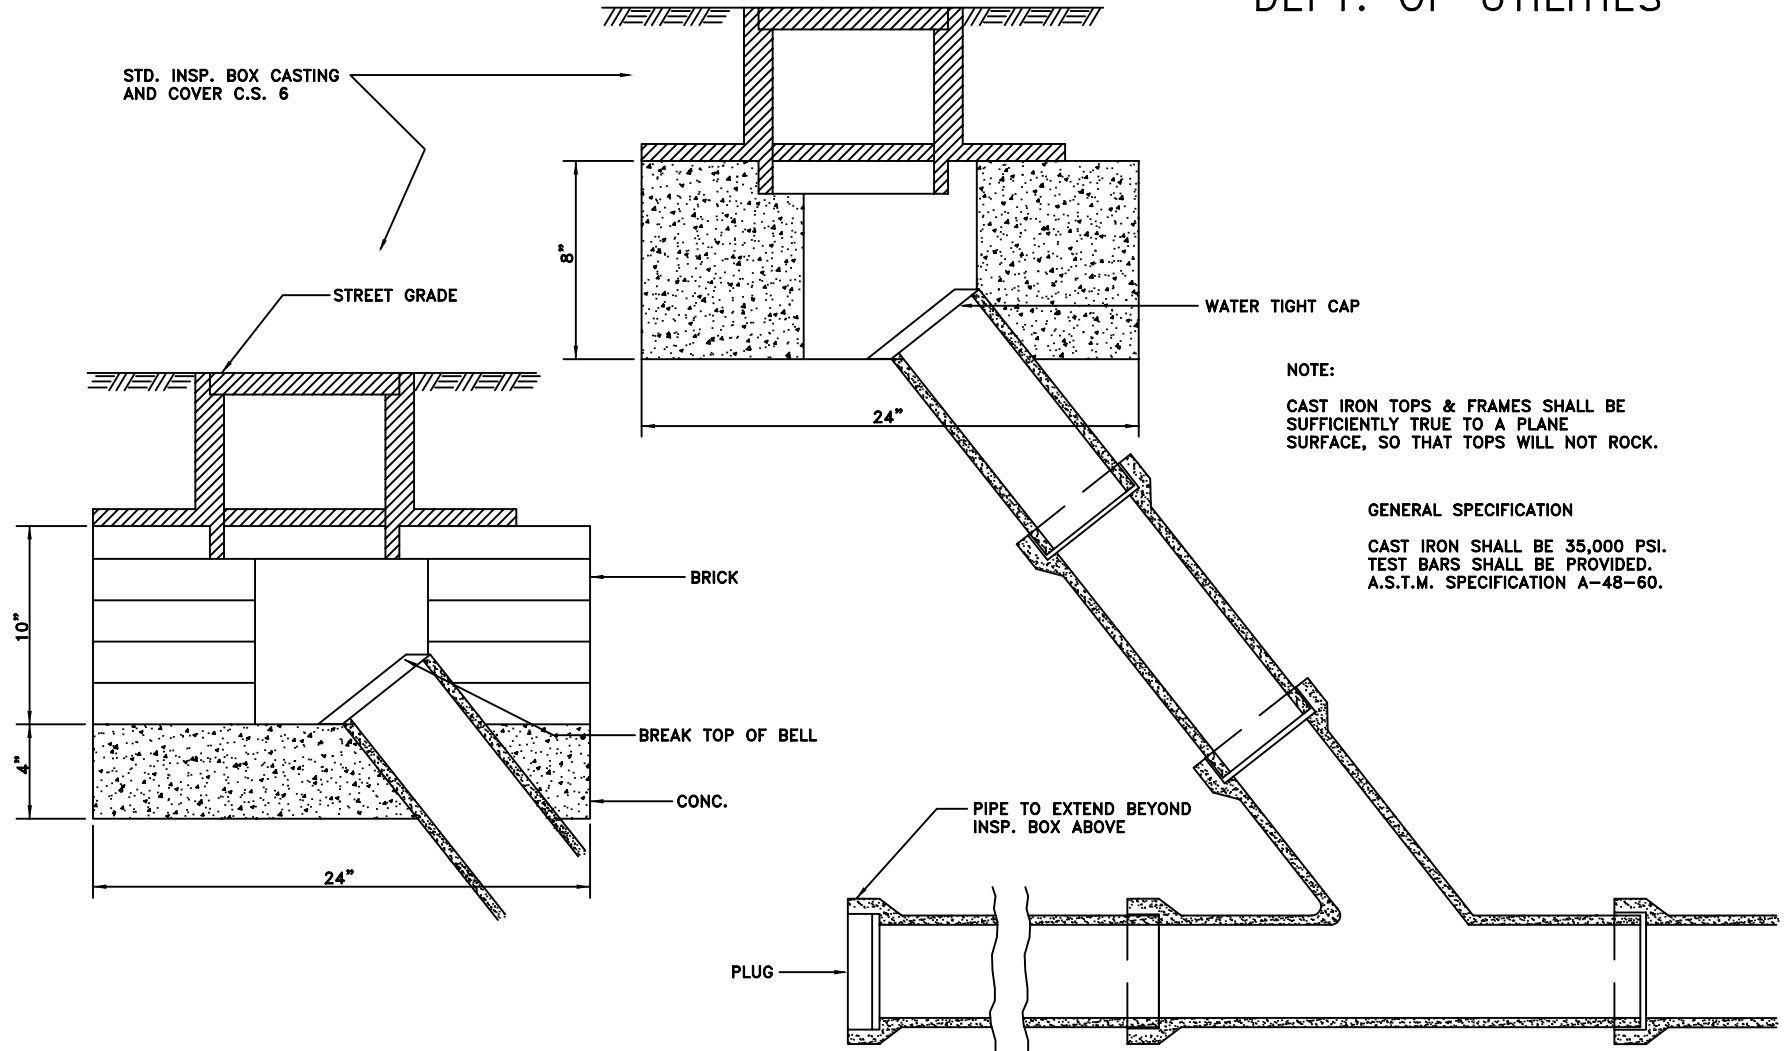 DEPT. OF UTILITIES
STD. INSP. BOX CASTING
AND COVER C.S. 6
8"
STREET GRADE
WATER TIGHT CAP
NOTE:
CAST IRON TOPS & FRAMES SHALL BE
SUFFICIENTLY TRUE TO A PLANE
SURFACE, SO THAT TOPS WILL NOT ROCK.
24"
GENERAL SPECIFICATION
CAST IRON SHALL BE 35,000 PSI.
TEST BARS SHALL BE PROVIDED.
A.S.T.M. SPECIFICATION A-48-60.
BRICK
10"
BREAK TOP OF BELL
4"
CONC.
PIPE TO EXTEND BEYOND
INSP. BOX ABOVE
24"
PLUG